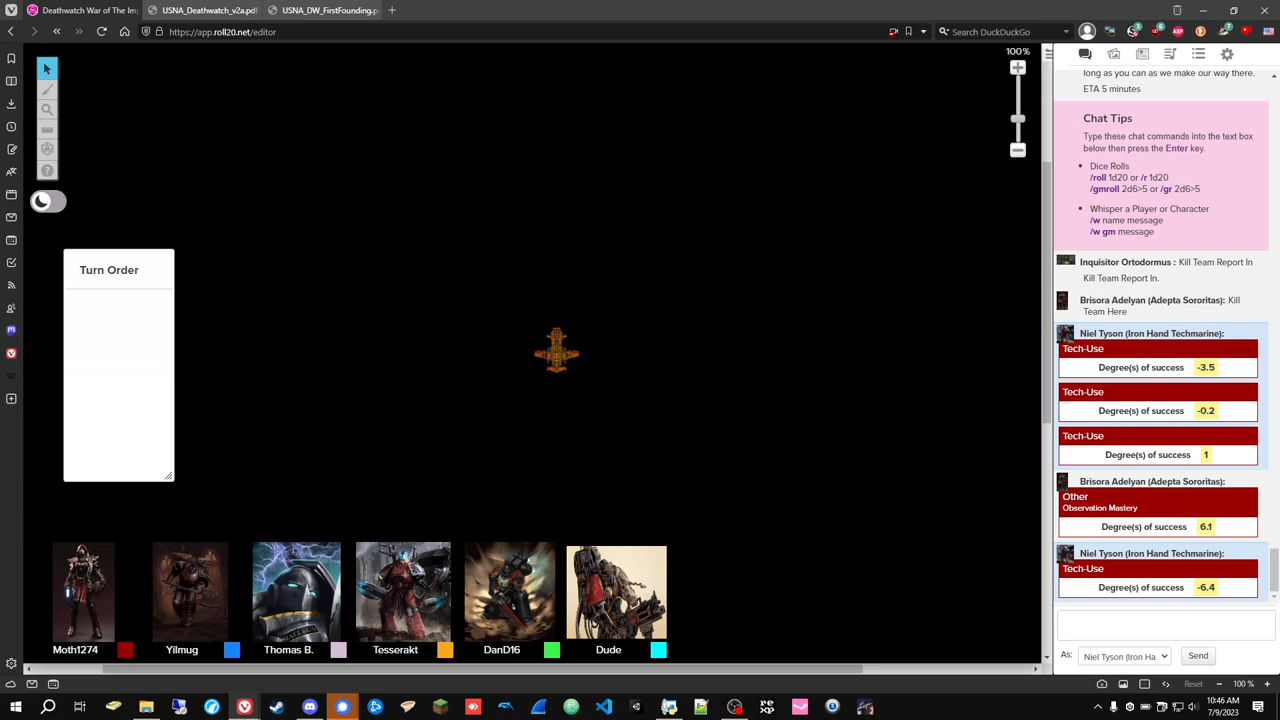 Deathwatch War of The Imp
USNA_Deathwatch_v2a.pdf
USNA_DW_FirstFounding.p
https://app.roll20.net/editor
Search DuckDuckGo
100%
long as you can as we make our way there.
ETA 5 minutes
Chat Tips
Type these chat commands into the text box
below then press the Enter key.
• Dice Rolls
/roll 1d20 or /r 1d20
/gmroll 2d6>5 or /gr 2d6>5
• Whisper a Player or Character
/w name message
/w gm message
Inquisitor Ortodormus : Kill Team Report In
Kill Team Report In.
Brisora Adelyan (Adepta Sororitas): Kill
Team Here
Niel Tyson (Iron Hand Techmarine):
Tech-Use
Degree(s) of success -3.5
Tech-Use
Degree(s) of success -0.2
Tech-Use
Degree(s) of success 1
Brisora Adelyan (Adepta Sororitas):
Other
Observation Mastery
Degree(s) of success 6.1
Niel Tyson (Iron Hand Techmarine):
Tech-Use
Degree(s) of success -6.4
Turn Order
Moth1274
Yilmug
Thomas B.
Tesserakt
DanD16
Dude
As: Niel Tyson (Iron Ha
Send
Reset
100 %
10:46 AM
7/9/2023